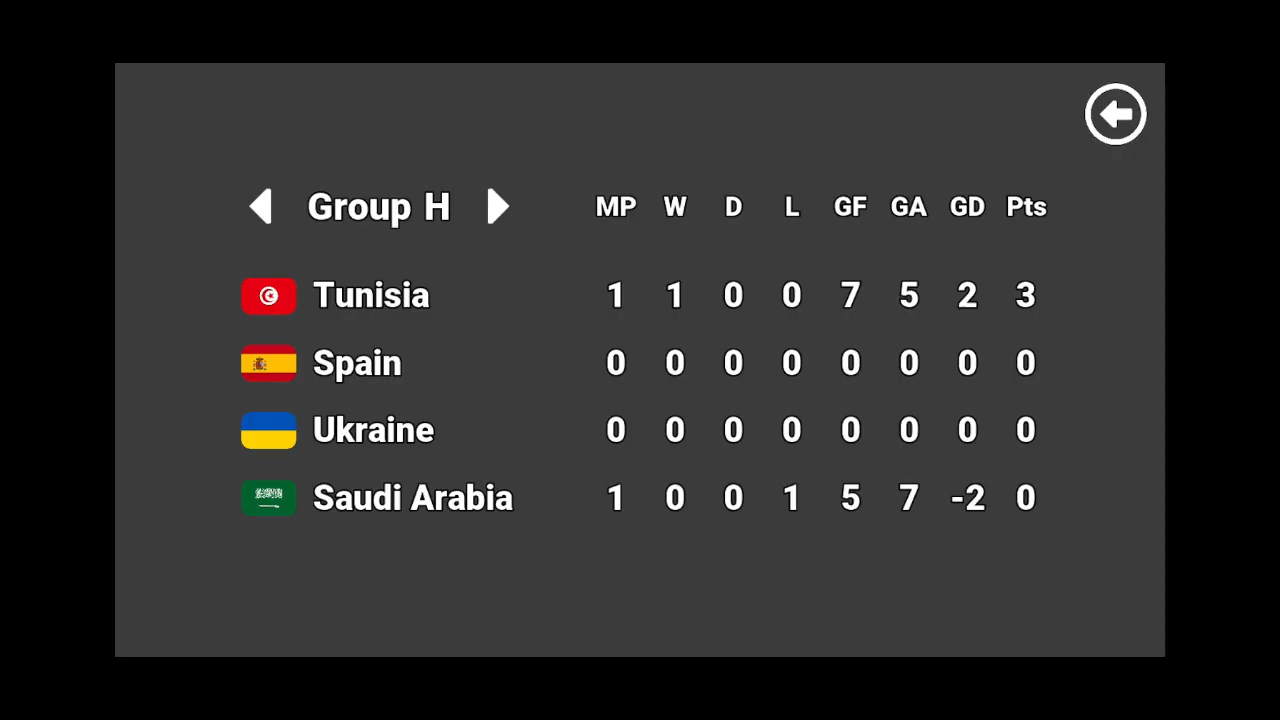 Group H MP W D L GF GA GD Pts
Tunisia 1 1 0 0 7 5 2 3
Spain 0 0 0 0 0 0 0 0
Ukraine 0 0 0 0 0 0 0 0
Saudi Arabia 1 0 0 1 5 7 -2 0